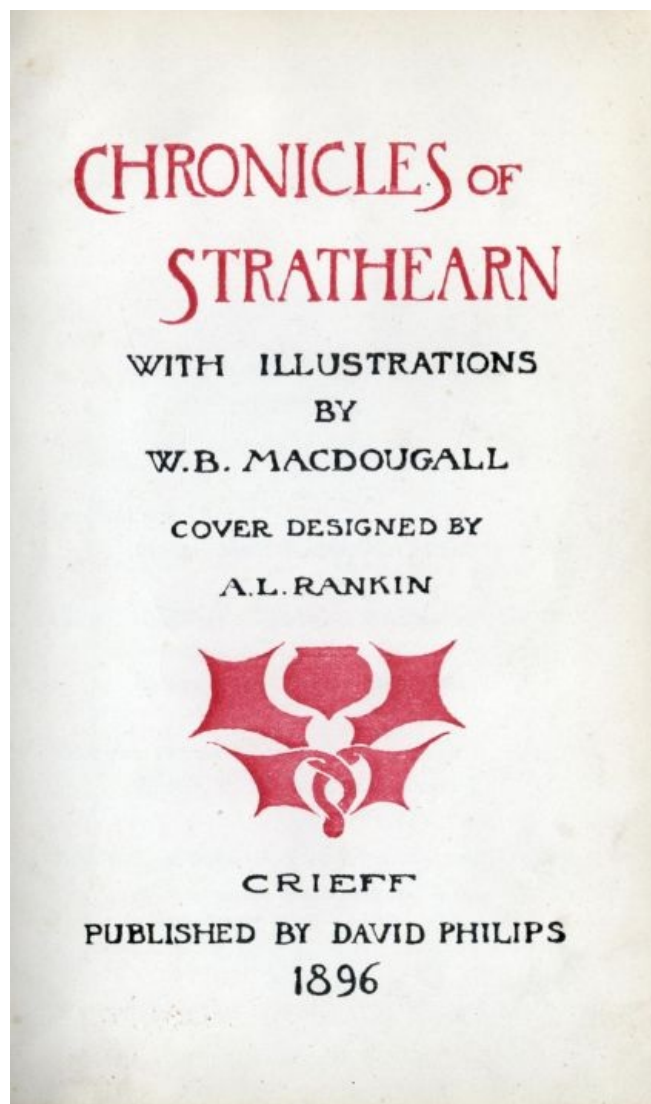 CHRONICLES OF
STRATHEARN
WITH ILLUSTRATIONS
BY
W.B. MACDOUGALL
COVER DESIGNED BY
A.L. RANKIN
CRIEFF
PUBLISHED BY DAVID PHILIPS
1896